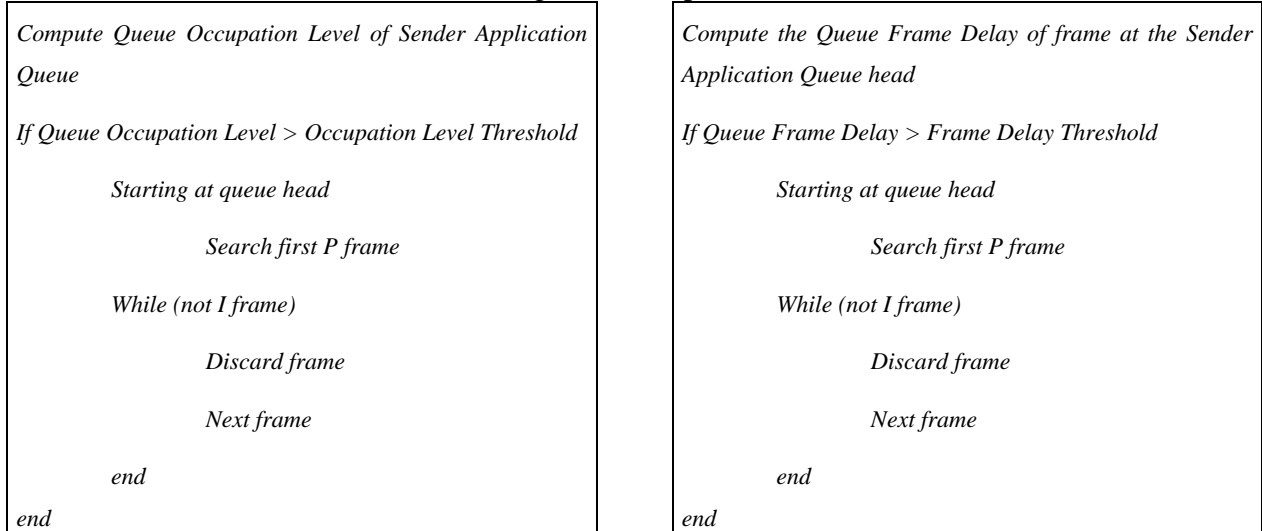 Compute Queue Occupation Level of Sender Application
Queue
If Queue Occupation Level > Occupation Level Threshold
Starting at queue head
Search first P frame
While (not I frame)
Discard frame
Next frame
end
end
Compute the Queue Frame Delay of frame at the Sender
Application Queue head
If Queue Frame Delay > Frame Delay Threshold
Starting at queue head
Search first P frame
While (not I frame)
Discard frame
Next frame
end
end